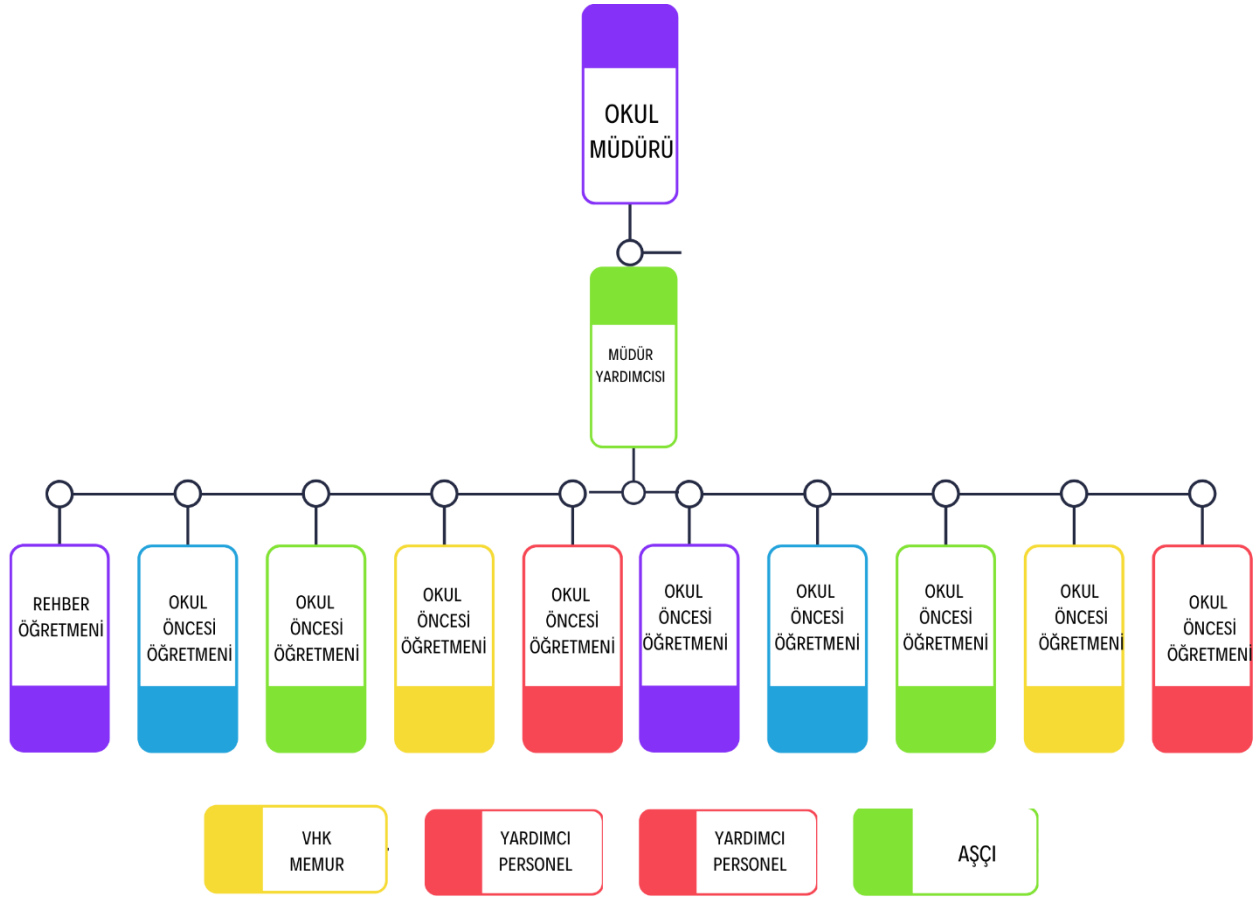 OKUL
MÜDÜRÜ
MÜDÜR
YARDIMCISI
REHBER
ÖĞRETMENİ
OKUL
ÖNCESİ
ÖĞRETMENİ
OKUL
ÖNCESİ
ÖĞRETMENİ
OKUL
ÖNCESİ
ÖĞRETMENİ
OKUL
ÖNCESİ
ÖĞRETMENİ
OKUL
ÖNCESİ
ÖĞRETMENİ
OKUL
ÖNCESİ
ÖĞRETMENİ
OKUL
ÖNCESİ
ÖĞRETMENİ
OKUL
ÖNCESİ
ÖĞRETMENİ
OKUL
ÖNCESİ
ÖĞRETMENİ
VHK
MEMUR
YARDIMCI
PERSONEL
YARDIMCI
PERSONEL
AŞÇI